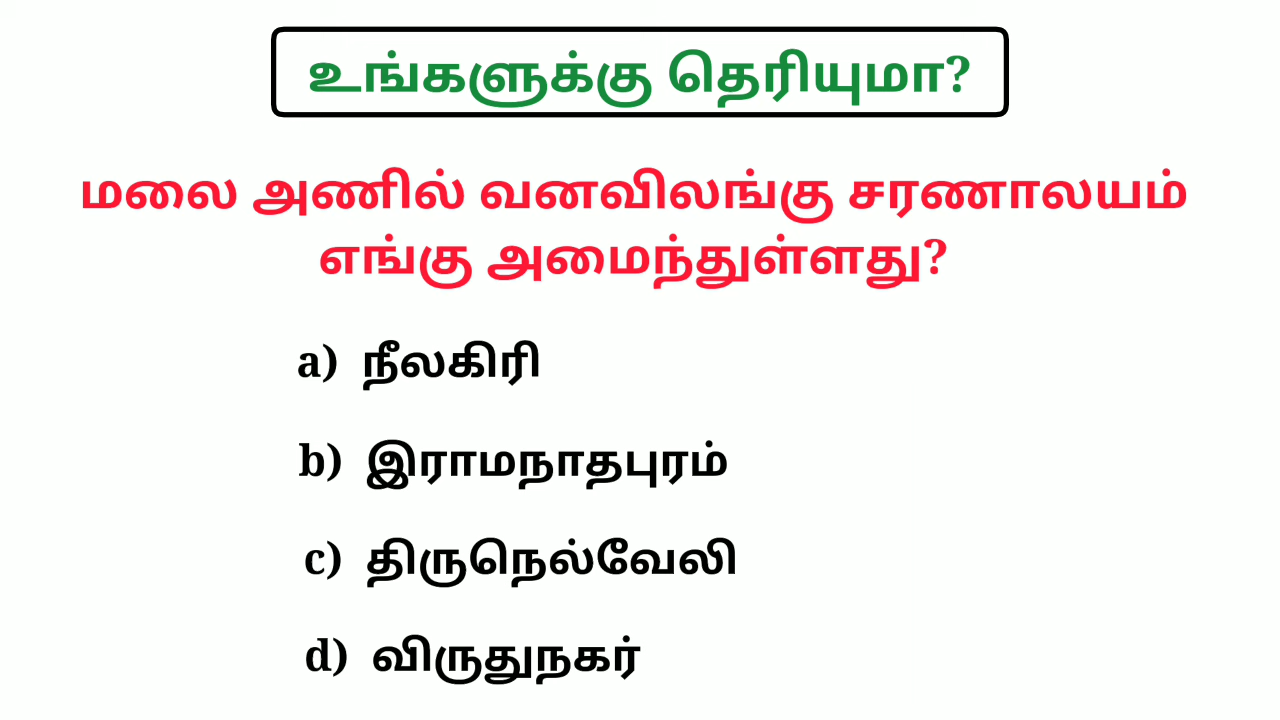 உங்களுக்கு தெரியுமா?
மலை அணில் வனவிலங்கு சரணாலயம்
எங்கு அமைந்துள்ளது?
a) நீலகிரி
b) இராமநாதபுரம்
c) திருநெல்வேலி
d) விருதுநகர்